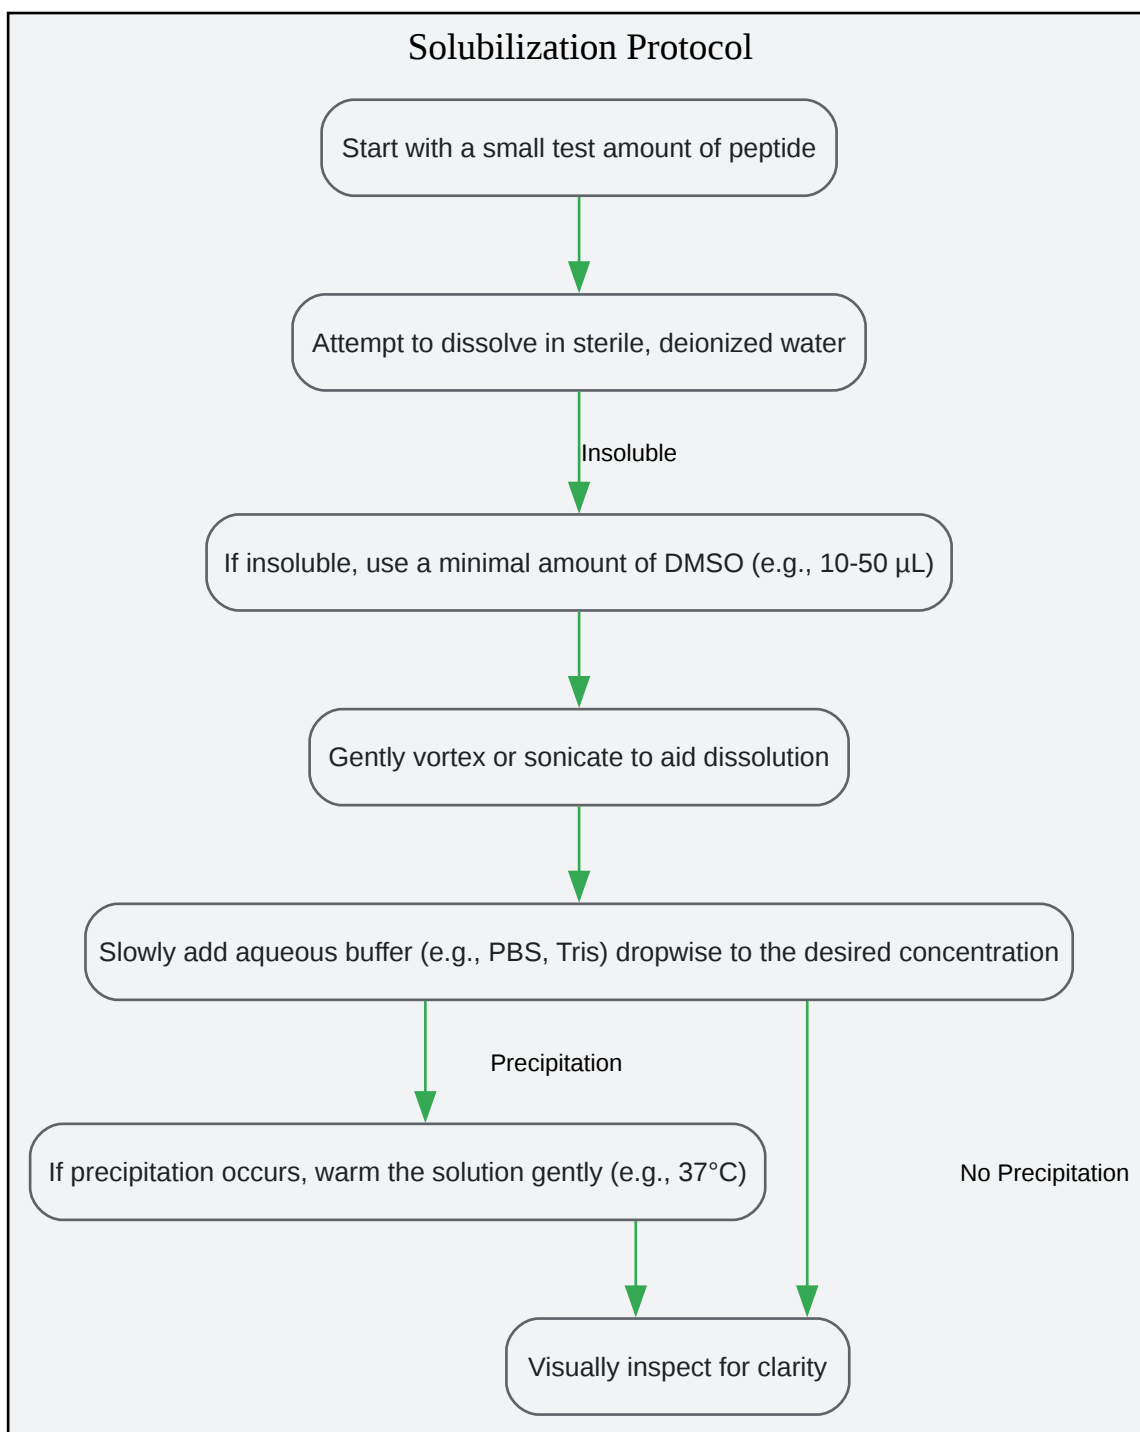 Solubilization Protocol
Start with a small test amount of peptide
Attempt to dissolve in sterile, deionized water
Insoluble
If insoluble, use a minimal amount of DMSO (e.g., 10-50 µL)
Gently vortex or sonicate to aid dissolution
Slowly add aqueous buffer (e.g., PBS, Tris) dropwise to the desired concentration
Precipitation
If precipitation occurs, warm the solution gently (e.g., 37°C)
No Precipitation
Visually inspect for clarity